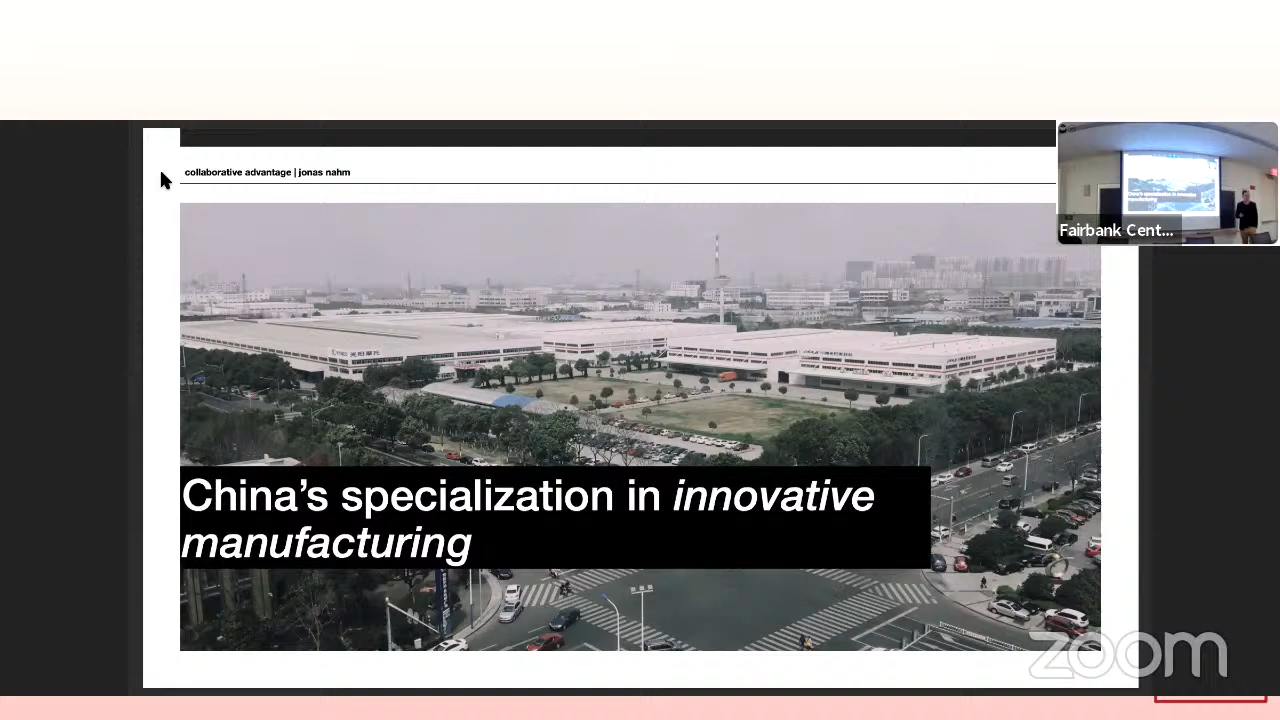 collaborative advantage | jonas nahm
Fairbank Cent...
China's specialization in innovative
manufacturing
zoom